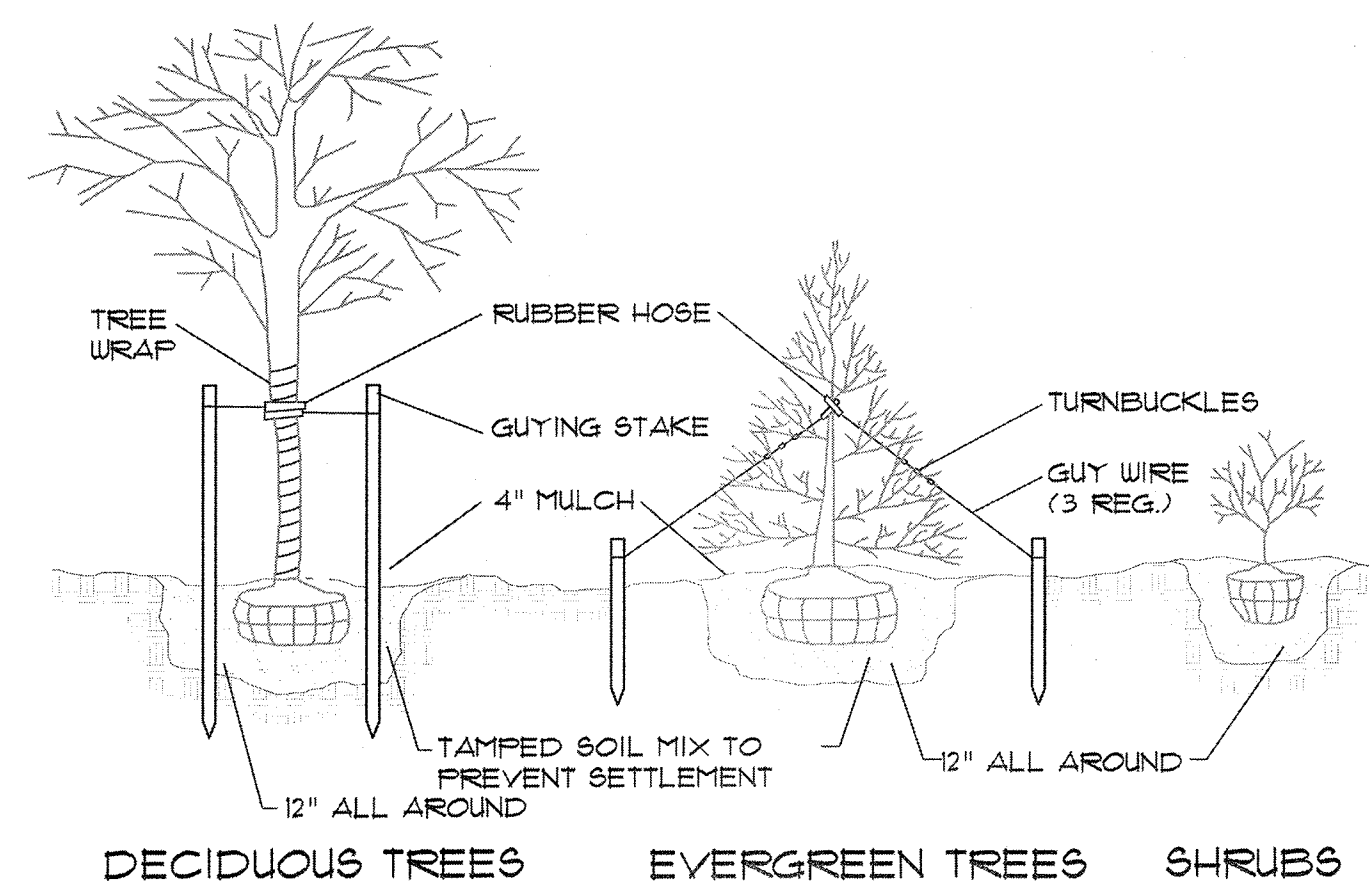 TREE
WRAP
RUBBER HOSE
GUYING STAKE
4" MULCH
TURNBUCKLES
GUY WIRE
(3 REG.)
TAMPED SOIL MIX TO
PREVENT SETTLEMENT
12" ALL AROUND
12" ALL AROUND
DECIDUOUS TREES
EVERGREEN TREES
SHRUBS